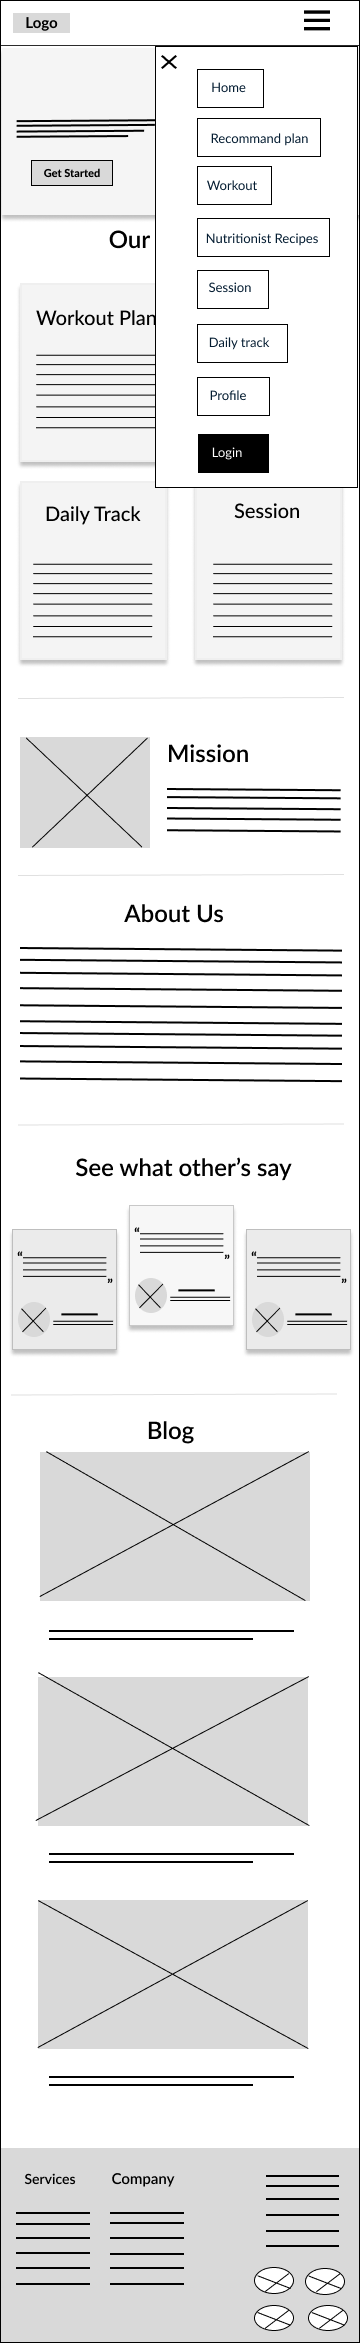 Logo
Get Started
Home
Recommand plan
Workout
Nutritionist Recipes
Session
Daily track
Profile
Login
Our
Workout Plan
Daily Track
Session
Mission
About Us
See what other's say
“
”
“
”
“
”
Blog
Services
Company